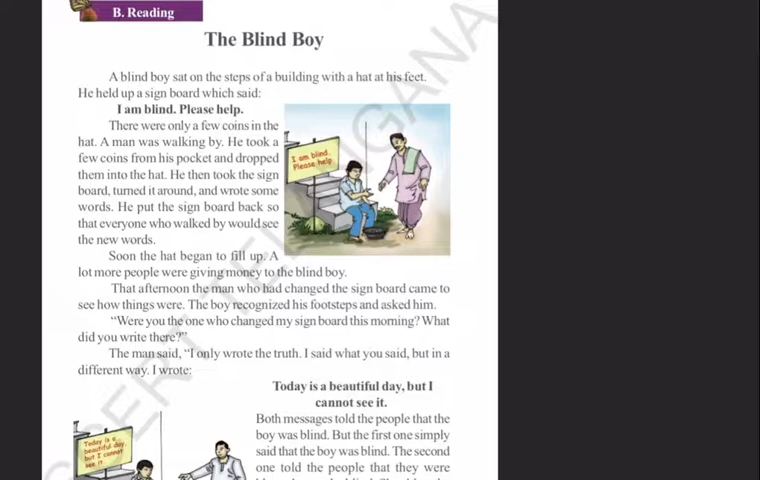 B. Reading
The Blind Boy
A blind boy sat on the steps of a building with a hat at his feet.
He held up a sign board which said:
I am blind. Please help.
There were only a few coins in the
hat. A man was walking by. He took a
few coins from his pocket and dropped
them into the hat. He then took the sign
board, turned it around, and wrote some
words. He put the sign board back so
that everyone who walked by would see
the new words.
I am blind.
Please help
Soon the hat began to fill up. A
lot more people were giving money to the blind boy.
That afternoon the man who had changed the sign board came to
see how things were. The boy recognized his footsteps and asked him.
“Were you the one who changed my sign board this morning? What
did you write there?”
The man said, “I only wrote the truth. I said what you said, but in a
different way. I wrote:
Today is a beautiful day, but I
cannot see it.
Both messages told the people that the
boy was blind. But the first one simply
said that the boy was blind. The second
one told the people that they were
Today is a
beautiful day,
but I cannot
see it
SCERT TELANGANA